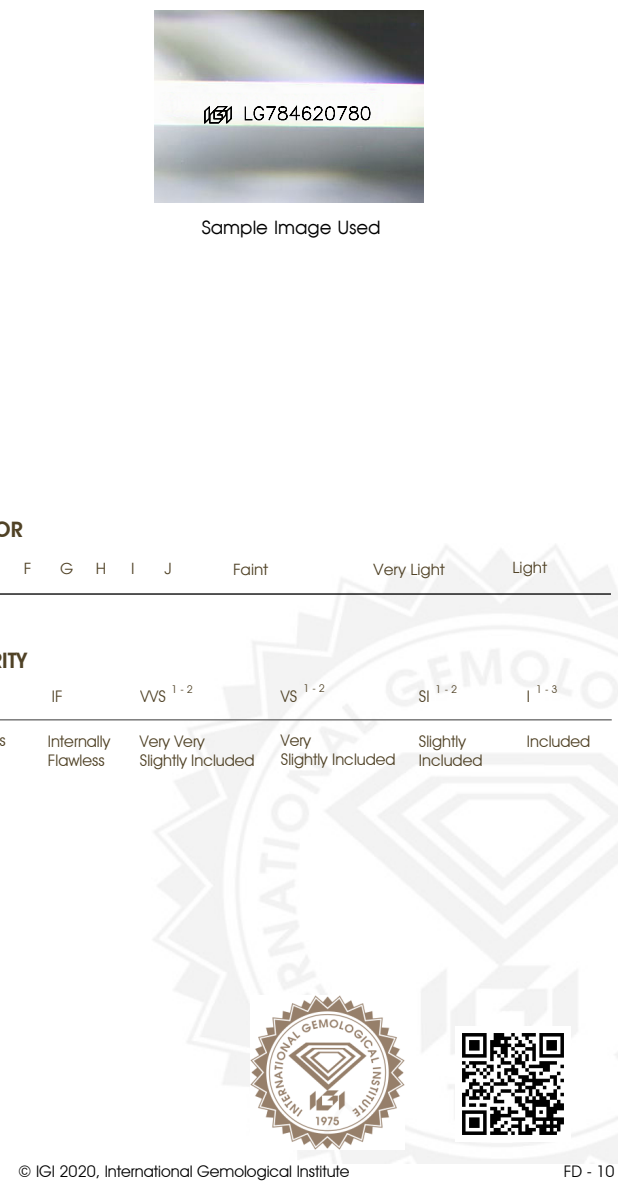 IGI LG784620780
Sample Image Used
OR
F G H I J Faint Very Light Light
RITY
IF VVS 1 - 2 VS 1 - 2 SI 1 - 2 I 1 - 3
s Internally Very Very Very Slightly Included
Flawless Slightly Included Slightly Included Included
INTERNATIONAL GEMOLOGICAL INSTITUTE
IGI
1975
© IGI 2020, International Gemological Institute FD - 10